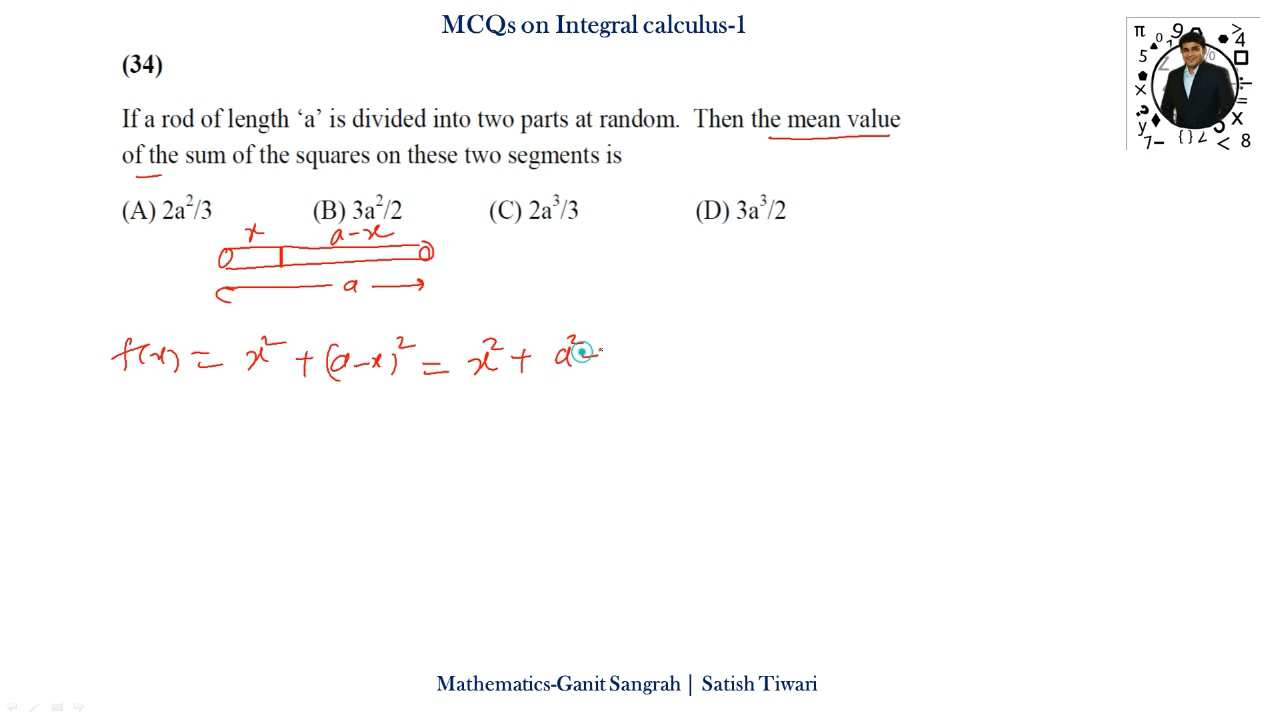 MCQs on Integral calculus-1
(34)
If a rod of length ‘a’ is divided into two parts at random. Then the mean value
of the sum of the squares on these two segments is
(A) 2a²/3 (B) 3a²/2 (C) 2a³/3 (D) 3a³/2
x a-x
a
f(x) = x² + (a-x)² = x² + a²
Mathematics-Ganit Sangrah | Satish Tiwari